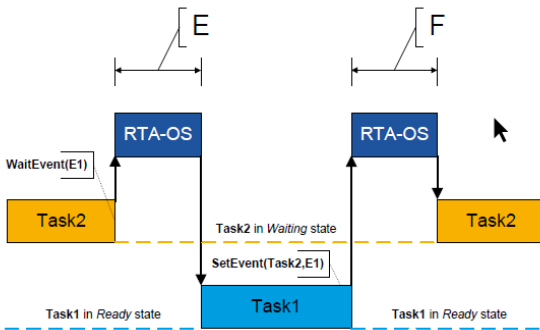 E
F
RTA-OS
RTA-OS
WaitEvent(E1)
Task2
Task2
Task2 in Waiting state
SetEvent(Task2,E1)
Task1 in Ready state
Task1
Task1 in Ready state